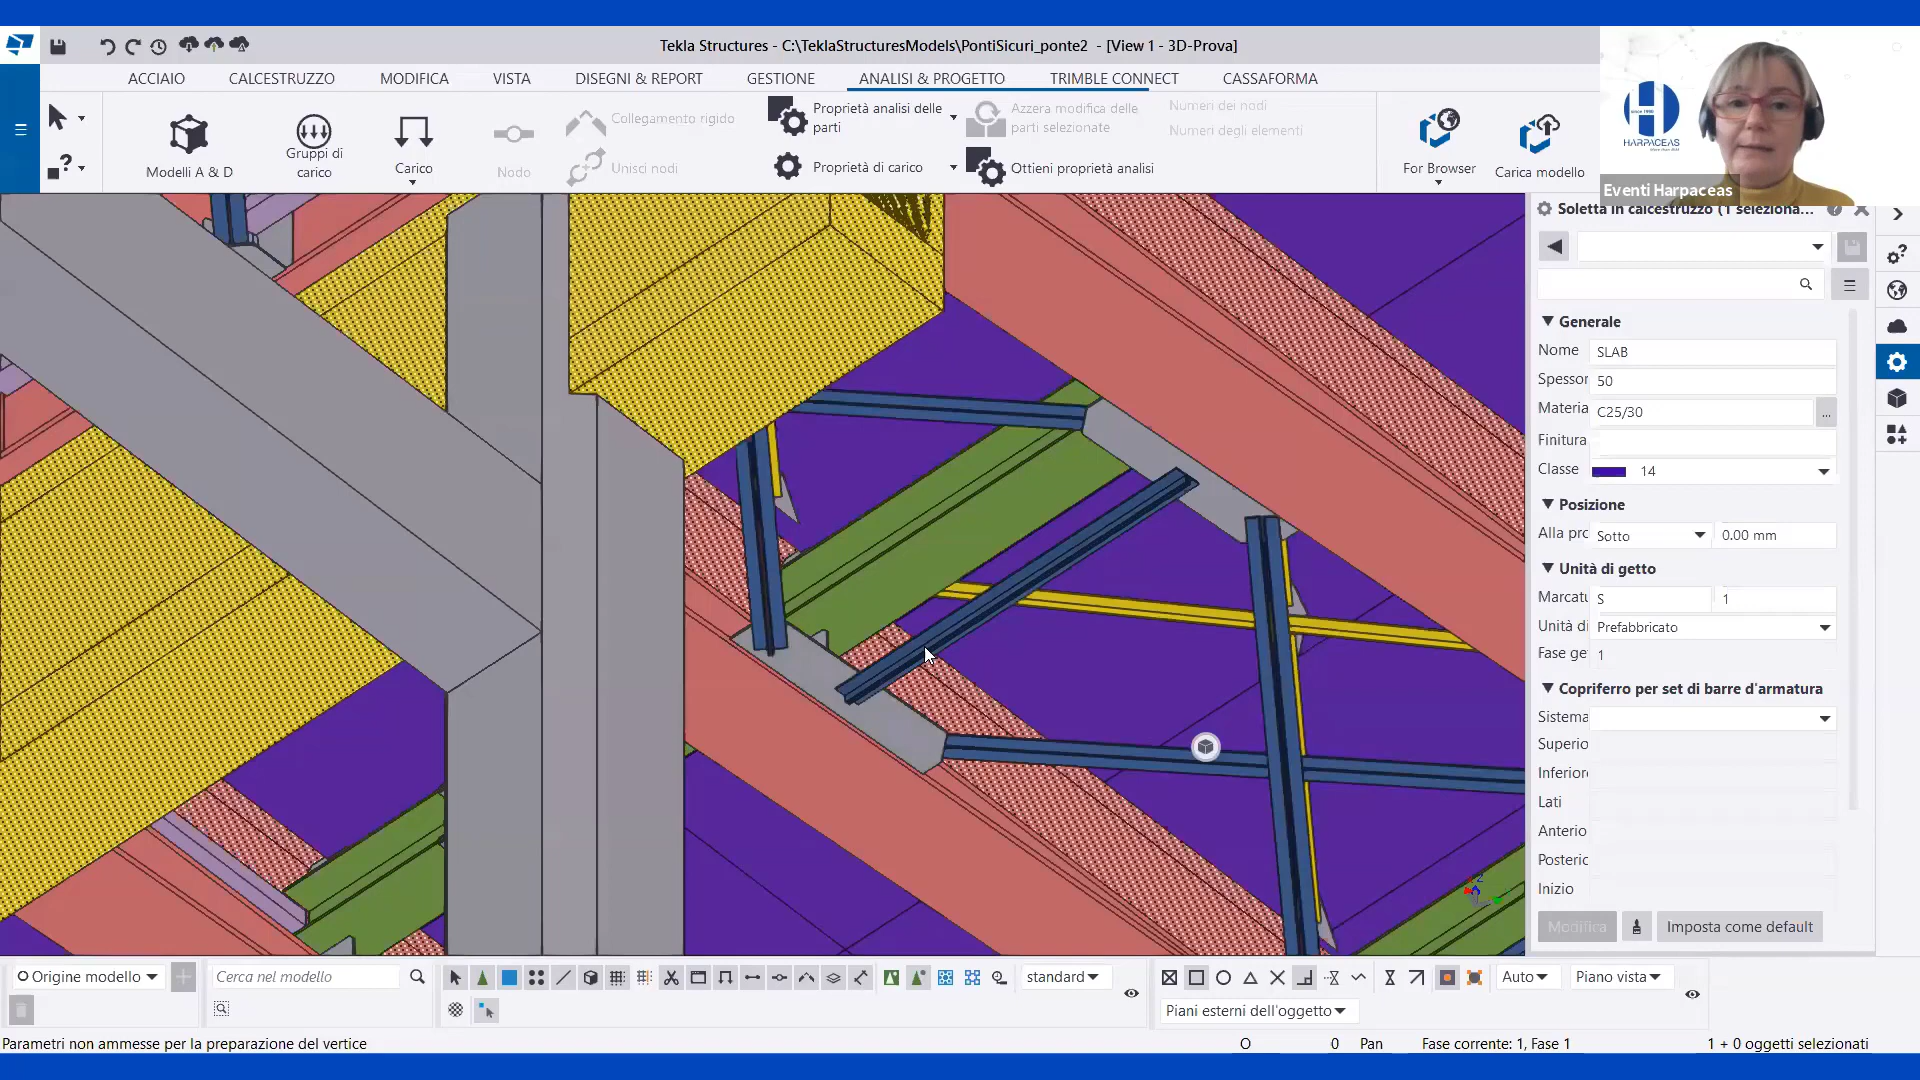 Tekla Structures - C:\TeklaStructuresModels\PontiSicuri_ponte2 - [View 1 - 3D-Prova]
ACCIAIO CALCESTRUZZO MODIFICA VISTA DISEGNI & REPORT GESTIONE ANALISI & PROGETTO TRIMBLE CONNECT CASSAFORMA
Modelli A & D
Gruppi di
carico
Carico
Nodo
Collegamento rigido
Unisci nodi
Proprietà analisi delle
parti
Proprietà di carico
Azzera modifica delle
parti selezionate
Ottieni proprietà analisi
Numeri dei nodi
Numeri degli elementi
For Browser
Carica modello
HARPACEAS
Eventi Harpaceas
Soletta in calcestruzzo (1 seleziona...
Generale
Nome SLAB
Spessor 50
Materia C25/30 ...
Finitura
Classe 14
Posizione
Alla pro Sotto 0.00 mm
Unità di getto
Marcatu S 1
Unità di Prefabbricato
Fase ge 1
Copriferro per set di barre d'armatura
Sistema
Superio
Inferiore
Lati
Anterio
Posterio
Inizio
Modifica Imposta come default
Origine modello
Cerca nel modello
standard
Auto
Piano vista
Piani esterni dell'oggetto
Parametri non ammesse per la preparazione del vertice O 0 Pan Fase corrente: 1, Fase 1 1 + 0 oggetti selezionati